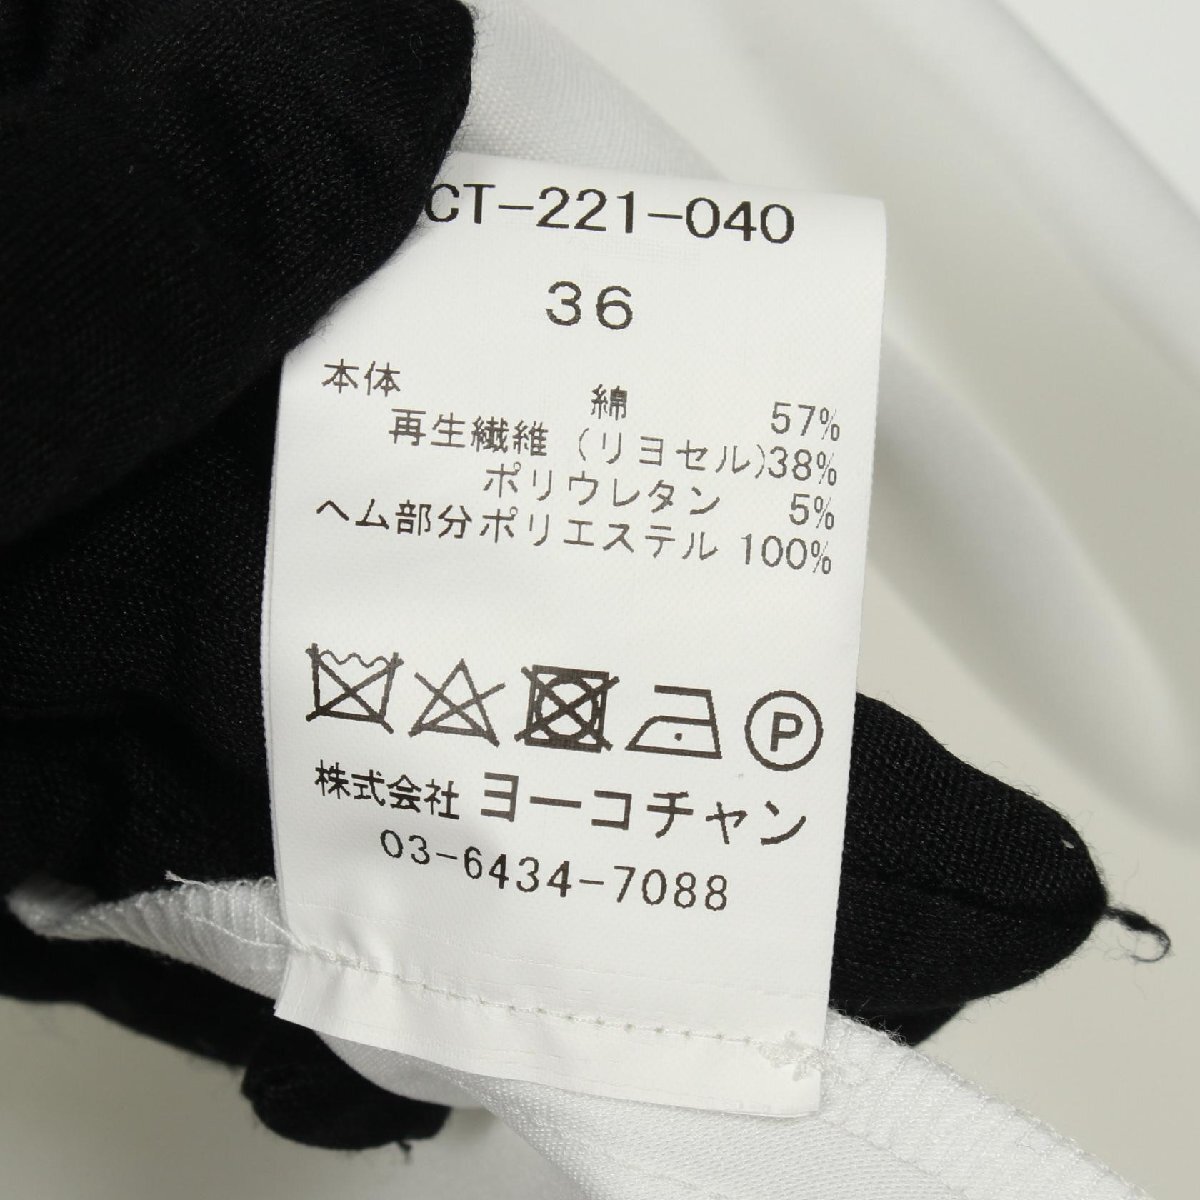 CT-221-040
36
本体 綿 57%
再生繊維 (リヨセル)38%
ポリウレタン 5%
ヘム部分ポリエステル 100%
P
株式会社 ヨーコチャン
03-6434-7088